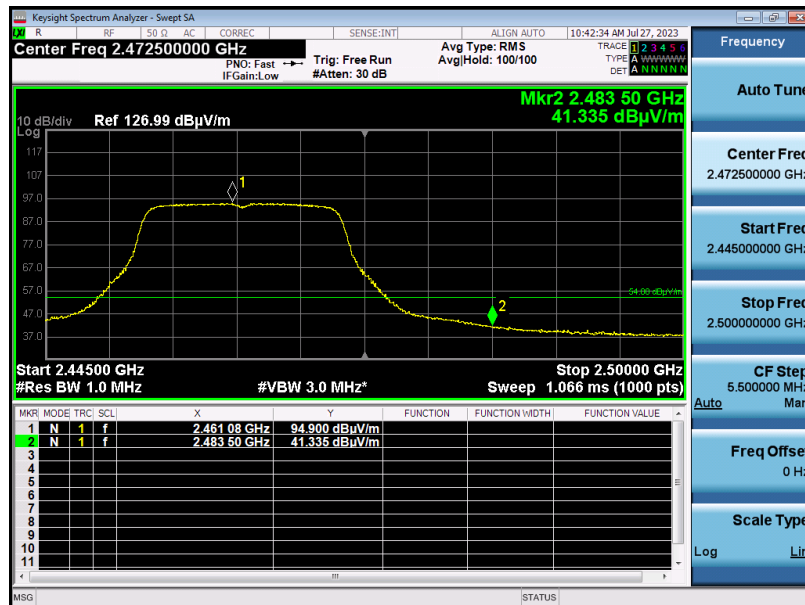 Keysight Spectrum Analyzer - Swept SA
LXI R RF 50 Ω AC CORREC SENSE:INT ALIGN AUTO 10:42:34 AM Jul 27, 2023
Center Freq 2.472500000 GHz
PNO: Fast
IFGain:Low
Trig: Free Run
#Atten: 30 dB
Avg Type: RMS
Avg|Hold: 100/100
TRACE 1 2 3 4 5 6
TYPE A W W W W W
DET A N N N N N
Mkr2 2.483 50 GHz
41.335 dBµV/m
10 dB/div Ref 126.99 dBµV/m
Log
117
107
97.0
87.0
77.0
67.0
57.0
47.0
37.0
1
2
54.00 dBµV/m
Start 2.44500 GHz Stop 2.50000 GHz
#Res BW 1.0 MHz #VBW 3.0 MHz* Sweep 1.066 ms (1000 pts)
MKR MODE TRC SCL X Y FUNCTION FUNCTION WIDTH FUNCTION VALUE
1 N 1 f 2.461 08 GHz 94.900 dBµV/m
2 N 1 f 2.483 50 GHz 41.335 dBµV/m
3
4
5
6
7
8
9
10
11
MSG STATUS
Frequency
Auto Tune
Center Freq
2.472500000 GHz
Start Freq
2.445000000 GHz
Stop Freq
2.500000000 GHz
CF Step
5.500000 MHz
Auto Man
Freq Offset
0 Hz
Scale Type
Log Lin